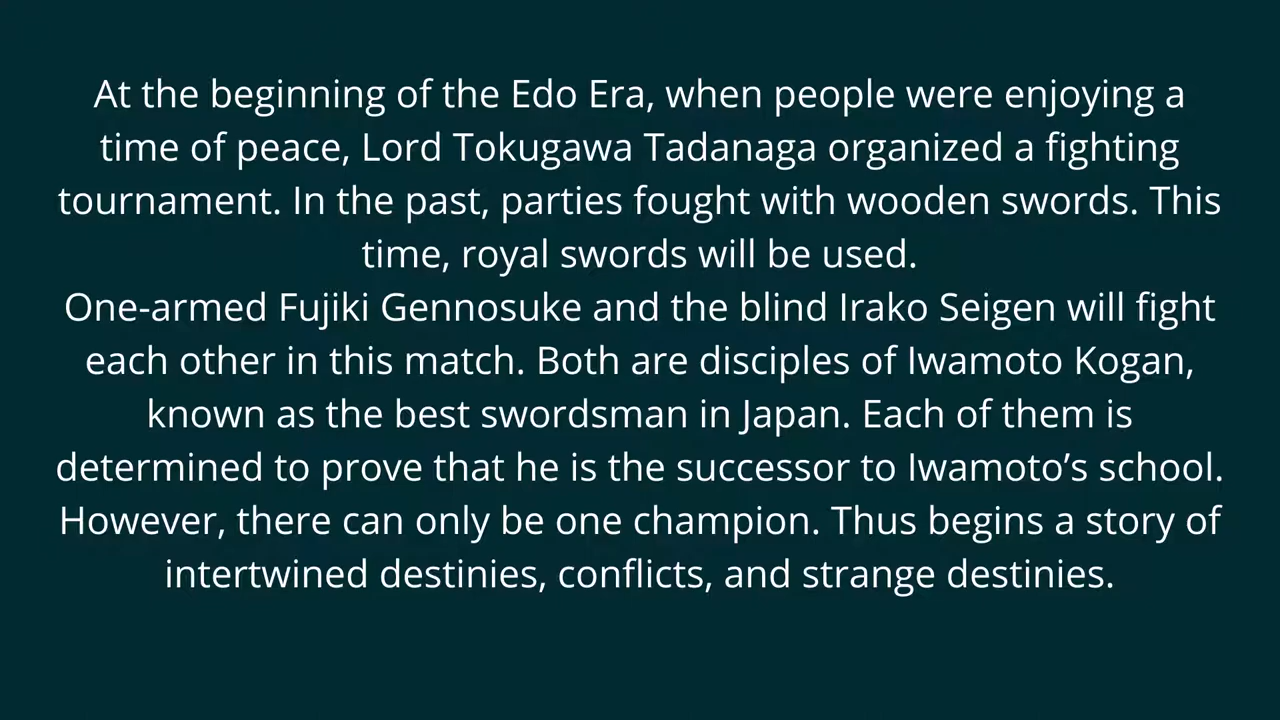 At the beginning of the Edo Era, when people were enjoying a
time of peace, Lord Tokugawa Tadanaga organized a fighting
tournament. In the past, parties fought with wooden swords. This
time, royal swords will be used.
One-armed Fujiki Gennosuke and the blind Irako Seigen will fight
each other in this match. Both are disciples of Iwamoto Kogan,
known as the best swordsman in Japan. Each of them is
determined to prove that he is the successor to Iwamoto’s school.
However, there can only be one champion. Thus begins a story of
intertwined destinies, conflicts, and strange destinies.